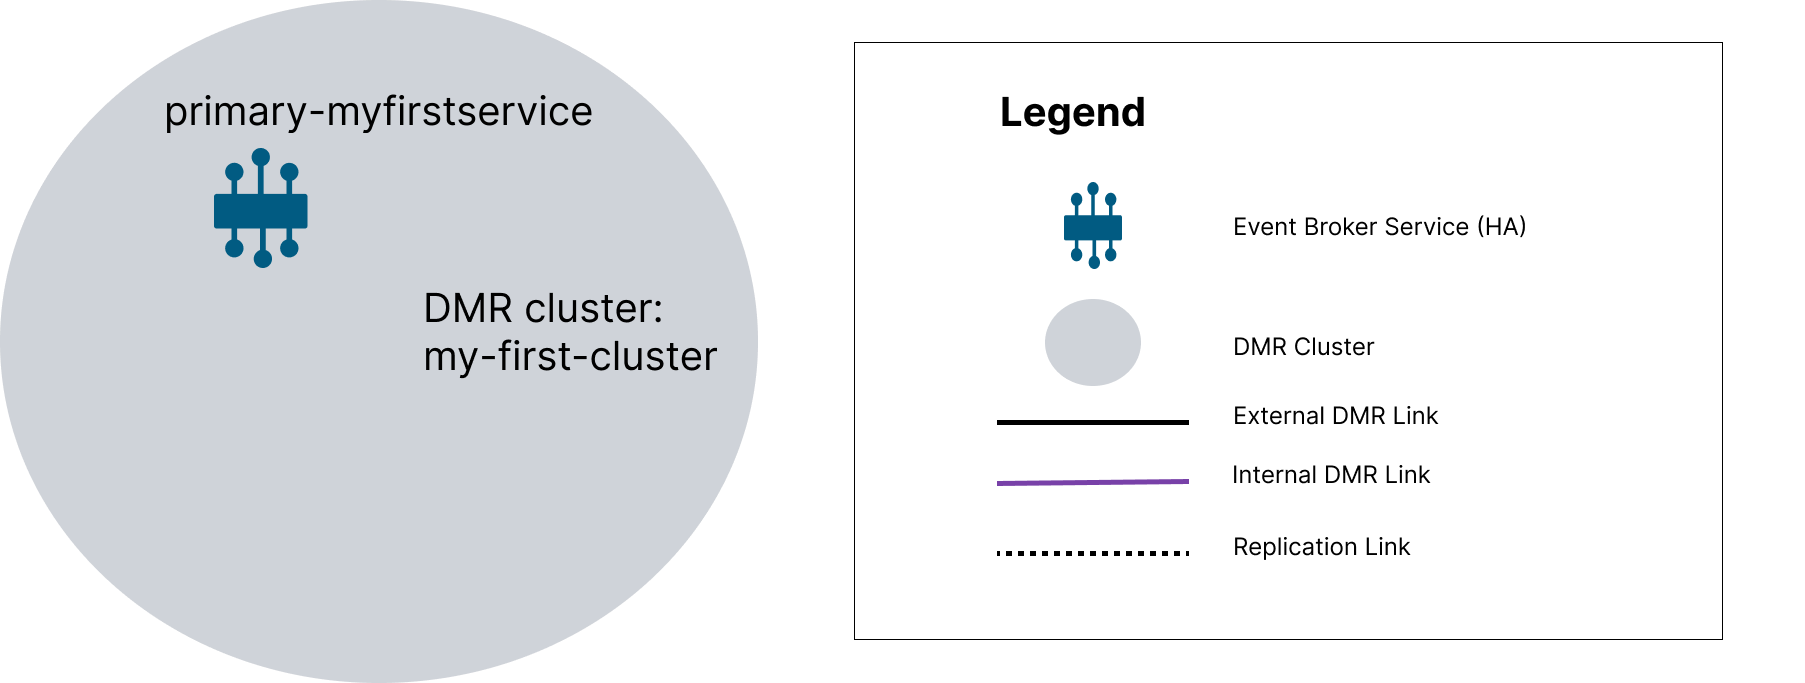 primary-myfirstservice
DMR cluster:
my-first-cluster
Legend
Event Broker Service (HA)
DMR Cluster
External DMR Link
Internal DMR Link
Replication Link